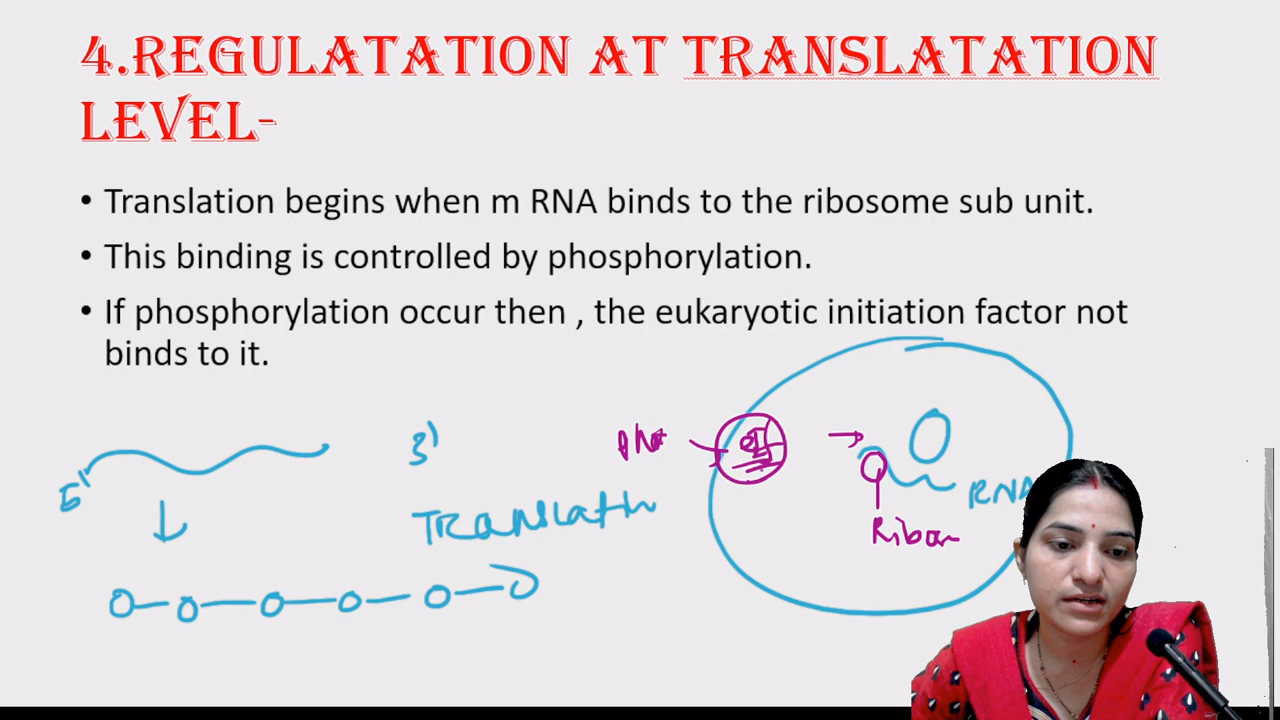 4.REGULATATION AT TRANSLATATION
LEVEL-
• Translation begins when m RNA binds to the ribosome sub unit.
• This binding is controlled by phosphorylation.
• If phosphorylation occur then , the eukaryotic initiation factor not
binds to it.
5' 3'
RNA
Translatin